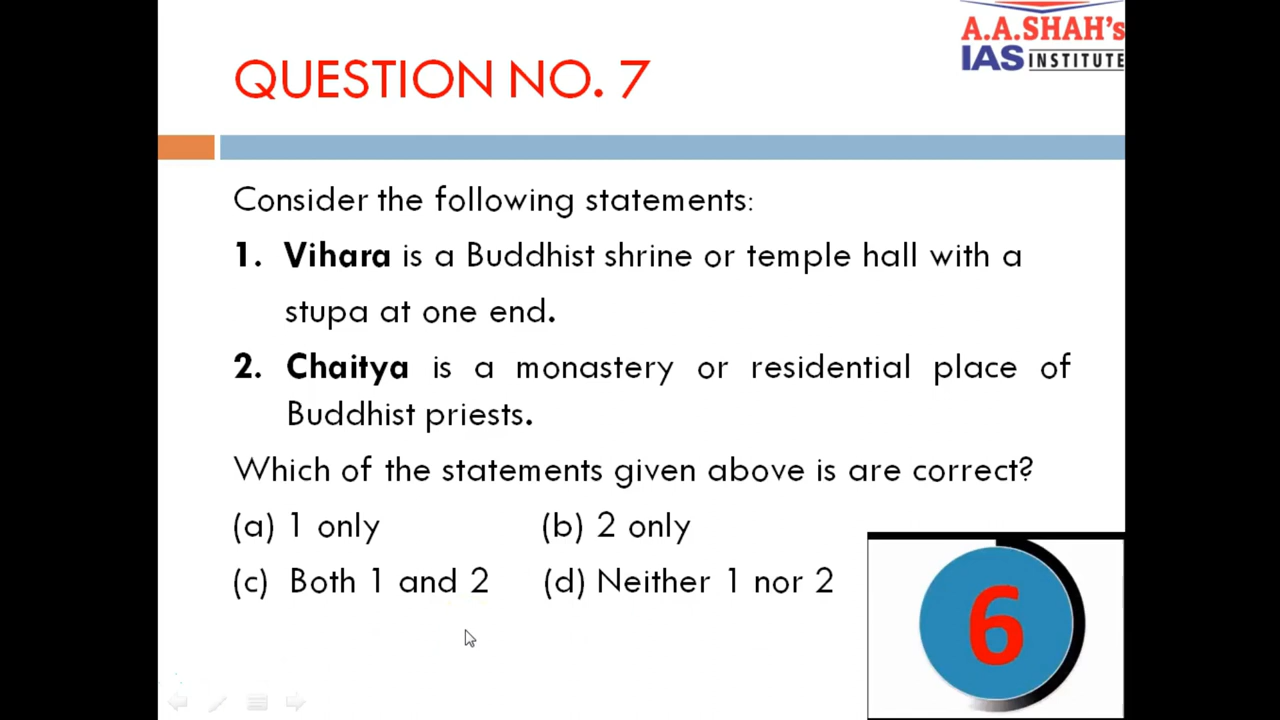 A.A.SHAH's
IAS INSTITUTE
QUESTION NO. 7
Consider the following statements:
1. Vihara is a Buddhist shrine or temple hall with a
stupa at one end.
2. Chaitya is a monastery or residential place of
Buddhist priests.
Which of the statements given above is are correct?
(a) 1 only (b) 2 only
(c) Both 1 and 2 (d) Neither 1 nor 2
6